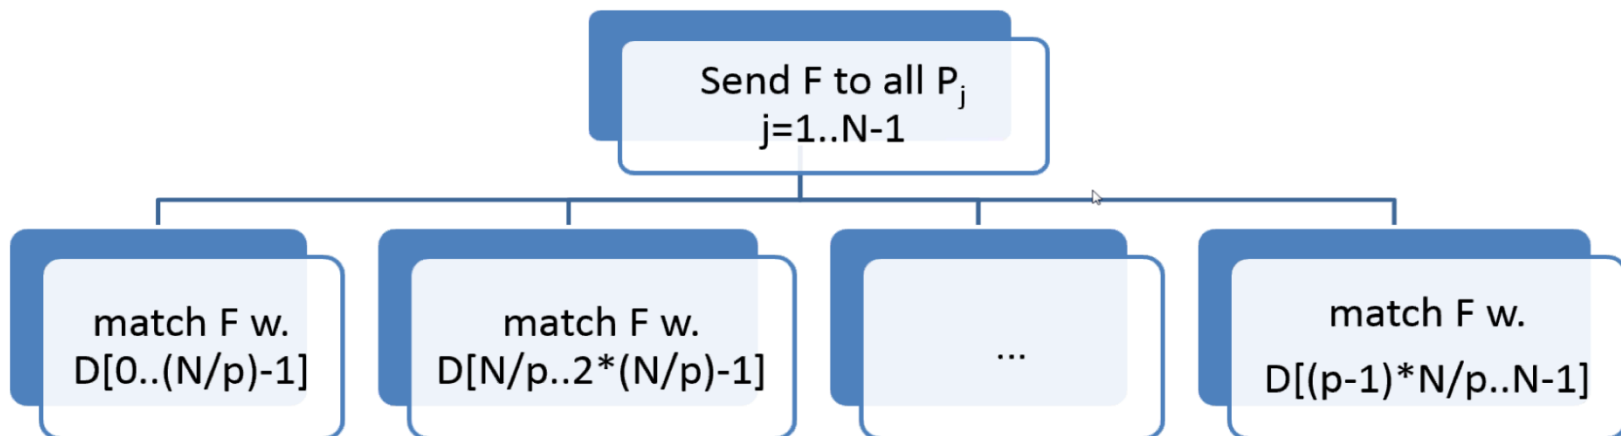 Send F to all Pj
j=1..N-1
match F w.
D[0..(N/p)-1]
match F w.
D[N/p..2*(N/p)-1]
...
match F w.
D[(p-1)*N/p..N-1]